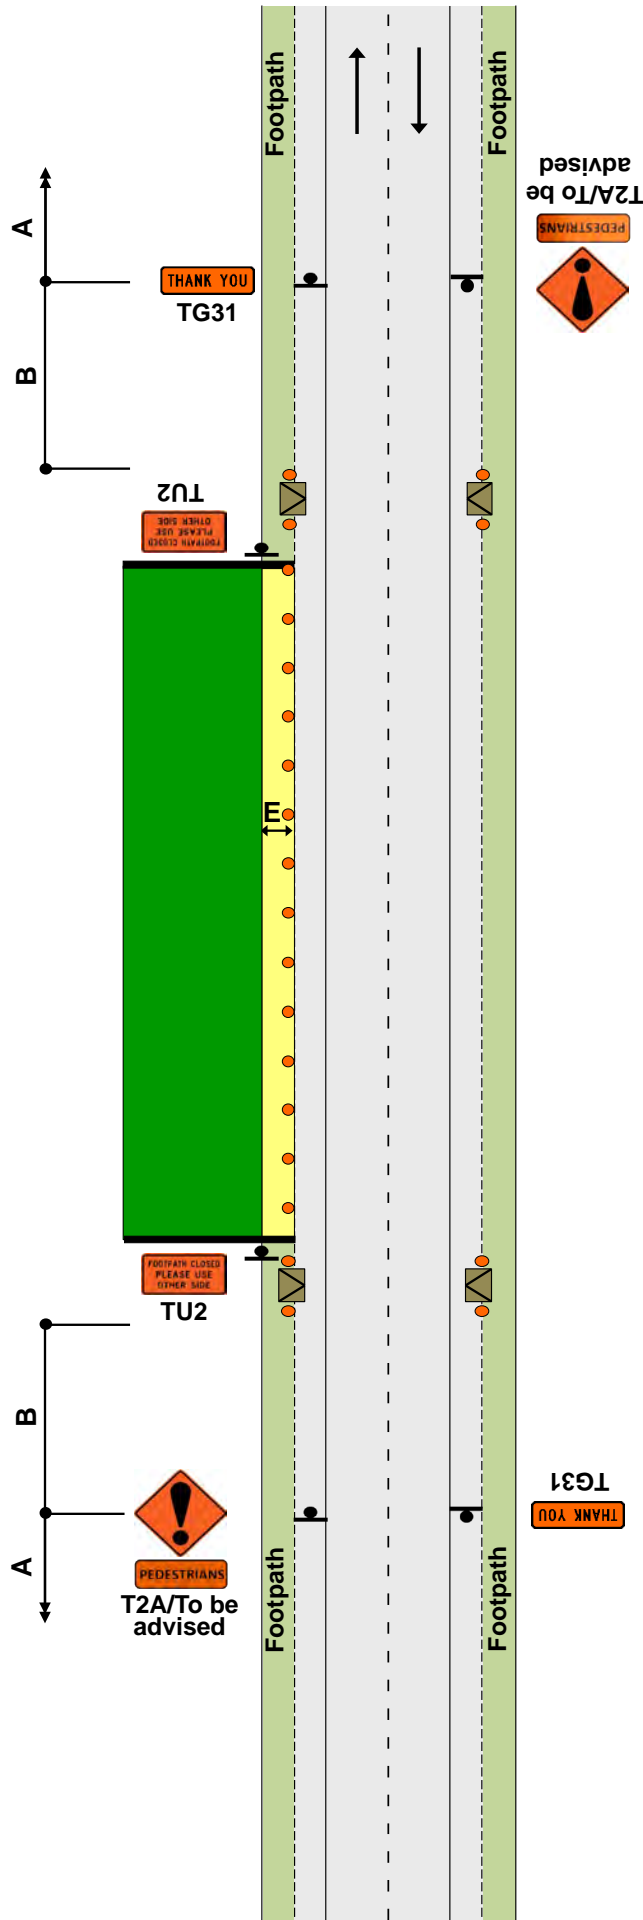 Footpath
Footpath
T2A/To be
advised
PEDESTRIANS
A
THANK YOU
TG31
B
TU2
FOOTPATH CLOSED
PLEASE USE
OTHER SIDE
E
FOOTPATH CLOSED
PLEASE USE
OTHER SIDE
TU2
B
TG31
THANK YOU
A
PEDESTRIANS
T2A/To be
advised
Footpath
Footpath